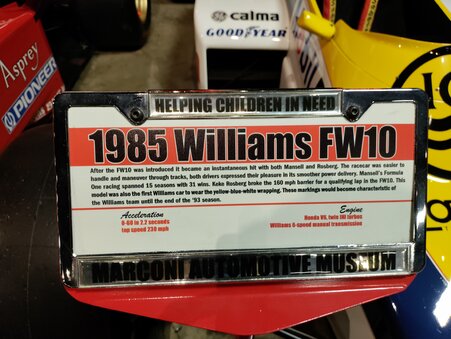 calma
GOOD YEAR
Asprey
PIONEER
HELPING CHILDREN IN NEED
1985 Williams FW10
After the FW10 was introduced it became an instantaneous hit with both Mansell and Rosberg. The racecar was easier to
handle and maneuver through tracks, both drivers expressed their pleasure in its smoother power delivery. Mansell's Formula
One racing spanned 15 seasons with 31 wins. Keke Rosberg broke the 160 mph barrier for a qualifying lap in the FW10. This
model was also the first Williams car to wear the yellow-blue-white wrapping. These markings would become characteristic of
the Williams team until the end of the '93 season.
Acceleration
0-60 in 2.2 seconds
top speed 230 mph
Engine
Honda V6, twin IHI turbos
Williams 6-speed manual transmission
MARCONI AUTOMOTIVE MUSEUM